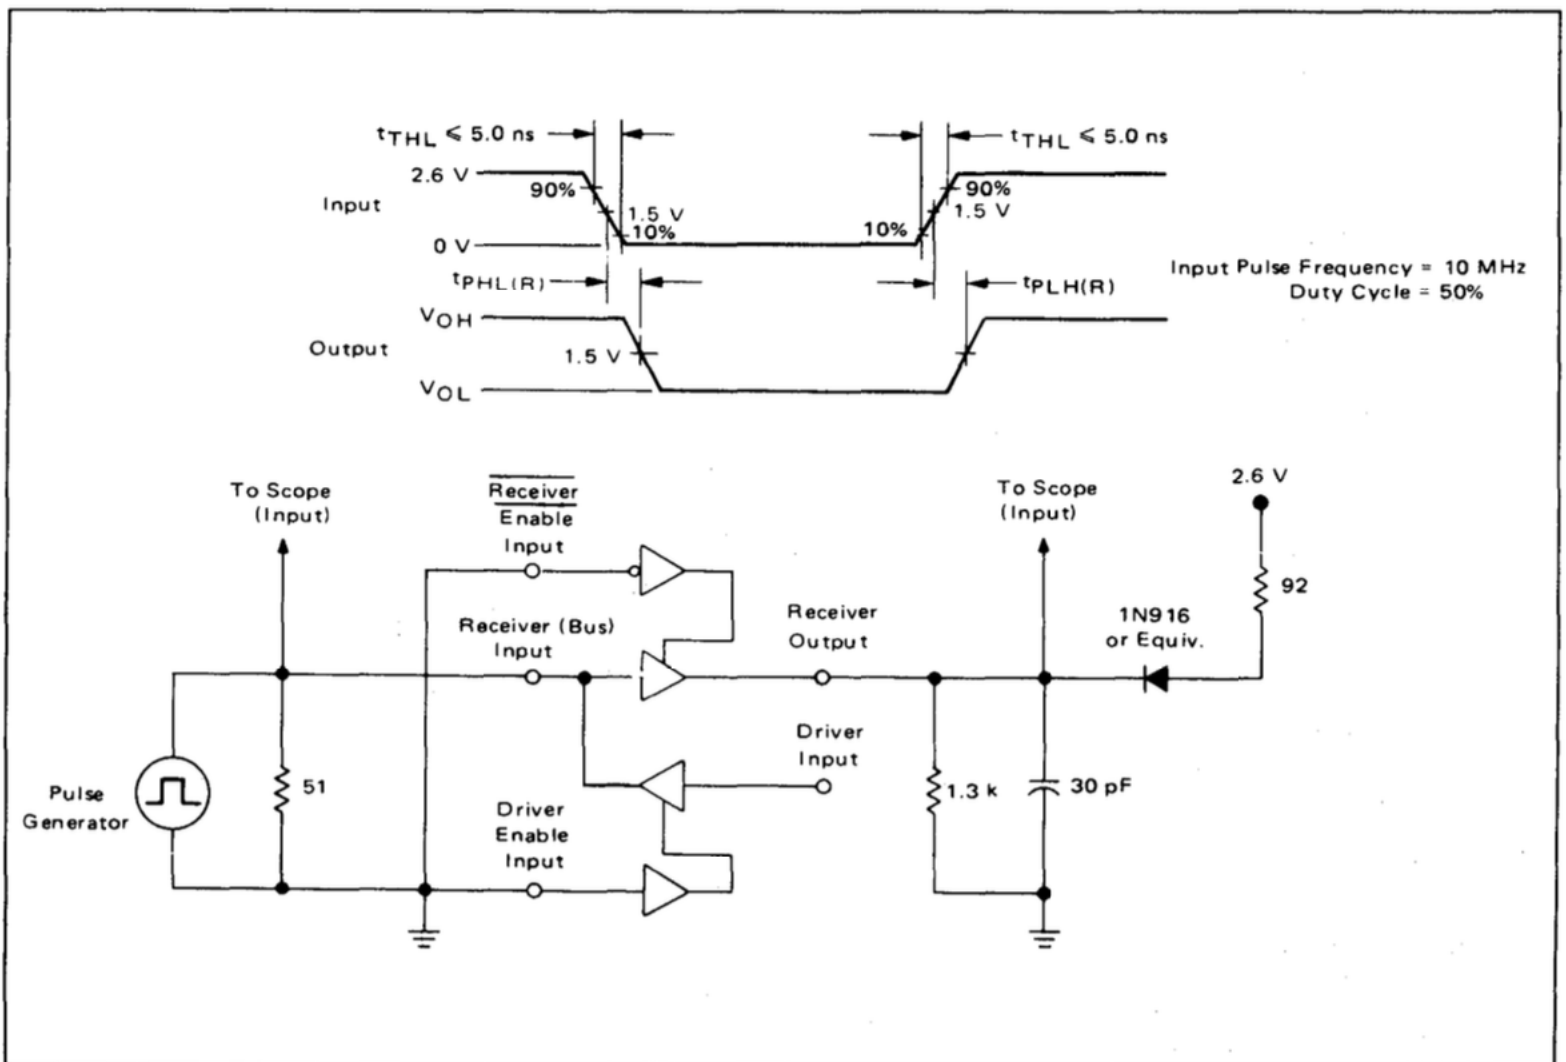 tTHL ⩽ 5.0 ns
tTHL ⩽ 5.0 ns
2.6 V
90%
90%
Input
1.5 V
1.5 V
10%
10%
0 V
Input Pulse Frequency = 10 MHz
Duty Cycle = 50%
tPHL(R)
tPLH(R)
VOH
Output
1.5 V
VOL
To Scope
(Input)
Receiver
Enable
Input
To Scope
(Input)
2.6 V
92
1N916
or Equiv.
Receiver (Bus)
Input
Receiver
Output
Driver
Input
Pulse
Generator
51
1.3 k
30 pF
Driver
Enable
Input